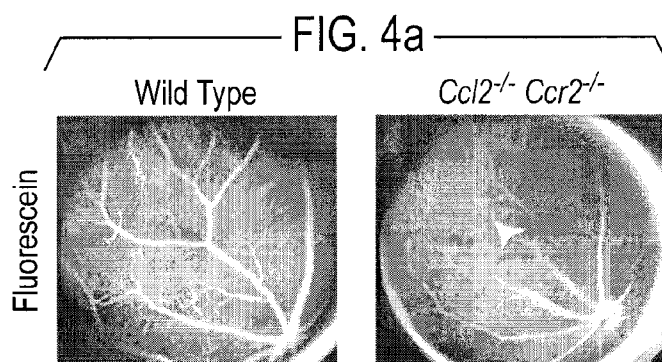 FIG. 4a
Wild Type
Ccl2-/- Ccr2-/-
Fluorescein